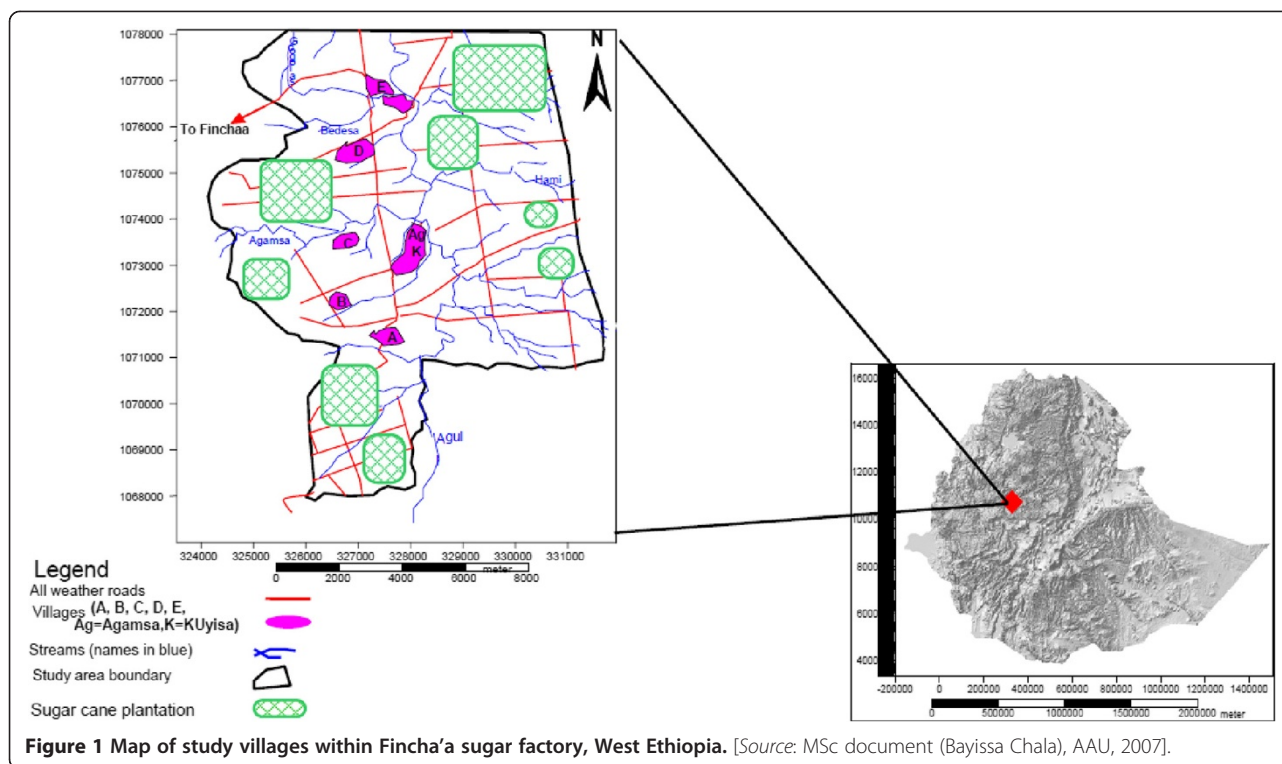 1078000
N
1077000
E
To Finchaa
1076000
Bedesa
D
1075000
Hami
1074000
Agamsa
C
Ag
K
1073000
B
1072000
A
1071000
1070000
1069000
Agul
1068000
324000 325000 326000 327000 328000 329000 330000 331000
0 2000 4000 6000 meter 8000
Legend
All weather roads
Villages (A, B, C, D, E,
Ag=Agamsa,K=KUyisa)
Streams (names in blue)
Study area boundary
Sugar cane plantation
16000
14000
12000
10000
8000
6000
4000
-200000 0 200000 400000 600000 800000 1000000 1200000 1400000
0 500000 1000000 1500000 2000000
meter
Figure 1 Map of study villages within Fincha'a sugar factory, West Ethiopia. [Source: MSc document (Bayissa Chala), AAU, 2007].